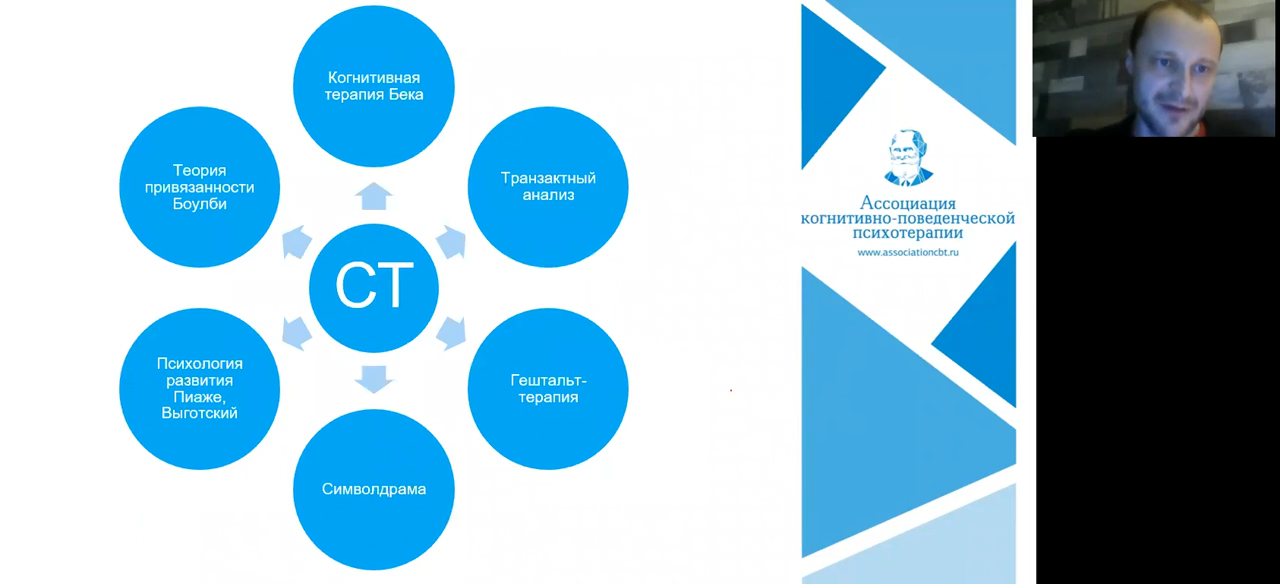 Когнитивная
терапия Бека
Теория
привязанности
Боулби
Транзактный
анализ
СТ
Психология
развития
Пиаже,
Выготский
Гештальт-
терапия
Символдрама
Ассоциация
когнитивно-поведенческой
психотерапии
www.associationcbt.ru